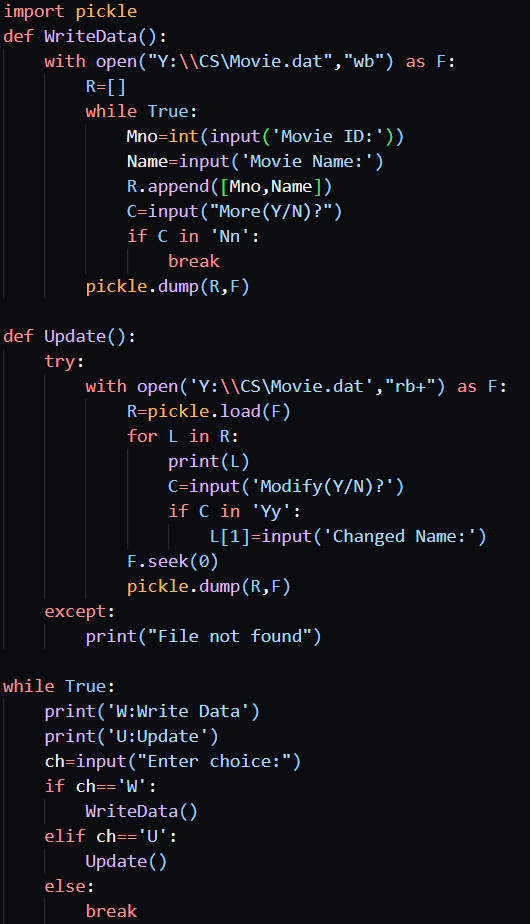 import pickle
def WriteData():
    with open("Y:\\CS\Movie.dat","wb") as F:
        R=[]
        while True:
            Mno=int(input('Movie ID:'))
            Name=input('Movie Name:')
            R.append([Mno,Name])
            C=input("More(Y/N)?")
            if C in 'Nn':
                break
        pickle.dump(R,F)

def Update():
    try:
        with open('Y:\\CS\Movie.dat',"rb+") as F:
            R=pickle.load(F)
            for L in R:
                print(L)
                C=input('Modify(Y/N)?')
                if C in 'Yy':
                    L[1]=input('Changed Name:')
            F.seek(0)
            pickle.dump(R,F)
    except:
        print("File not found")

while True:
    print('W:Write Data')
    print('U:Update')
    ch=input("Enter choice:")
    if ch=='W':
        WriteData()
    elif ch=='U':
        Update()
    else:
        break